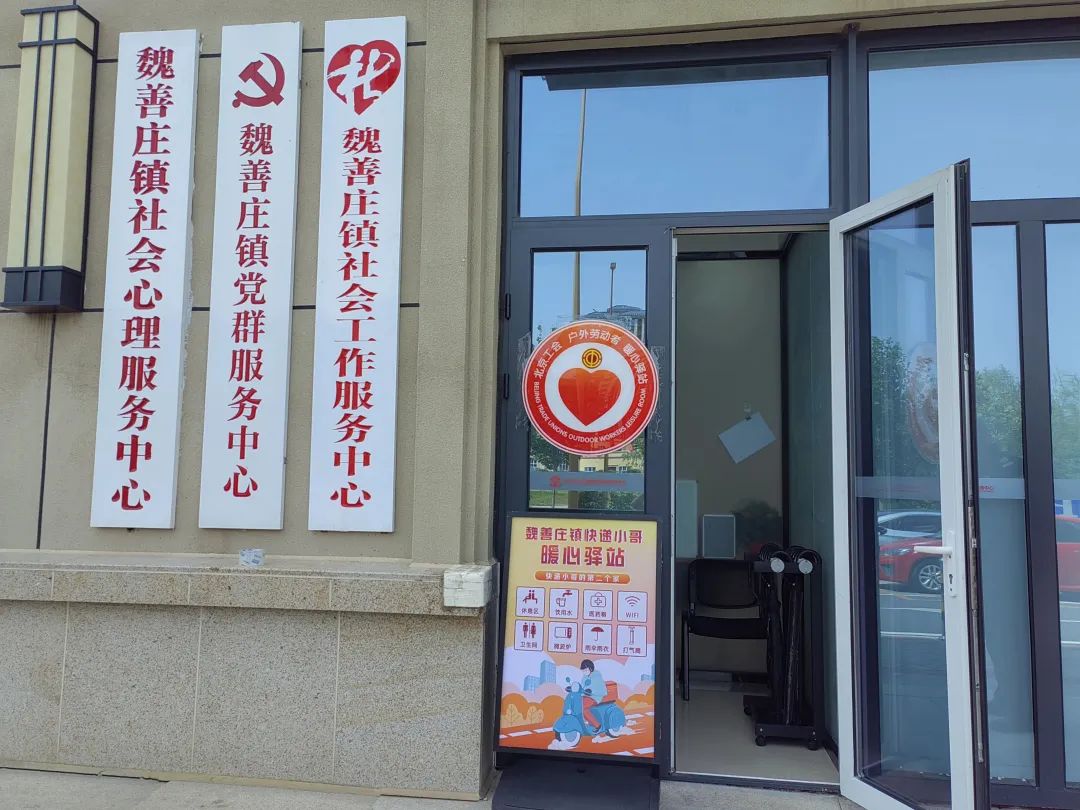 魏善庄镇社会心理服务中心
魏善庄镇党群服务中心
魏善庄镇社会工作服务中心
北京工会 户外劳动者 暖心驿站
BEIJING TRADE UNIONS OUTDOOR WORKERS LEISURE ROOM
魏善庄镇快递小哥
暖心驿站
快递小哥的第二个家
休息区 饮用水 医药箱 WIFI
卫生间 微波炉 雨伞雨衣 打气筒